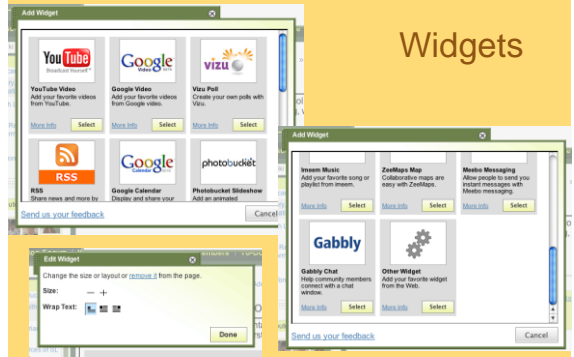 Widgets
Add Widget
You Tube
Broadcast Yourself™
Google
Video BETA
vizu
YouTube Video
Add your favorite videos
from YouTube.
More Info
Select
Google Video
Add your favorite videos
from Google video.
More Info
Select
Vizu Poll
Create your own polls with
Vizu.
More Info
Select
RSS
Google
Calendar BETA
photobucket
RSS
Share news and more by
Google Calendar
Display and share your
Photobucket Slideshow
Add an animated
Send us your feedback
Cancel
Add Widget
Imeem Music
Add your favorite song or
playlist from imeem.
More Info
Select
ZeeMaps Map
Collaborative maps are
easy with ZeeMaps.
More Info
Select
Meebo Messaging
Allow people to send you
instant messages with
Meebo messaging.
More Info
Select
Gabbly
Gabbly Chat
Help community members
connect with a chat
window.
More Info
Select
Other Widget
Add your favorite widget
from the Web.
More Info
Select
Send us your feedback
Cancel
Edit Widget
Change the size or layout or remove it from the page.
Size: — +
Wrap Text:
Done